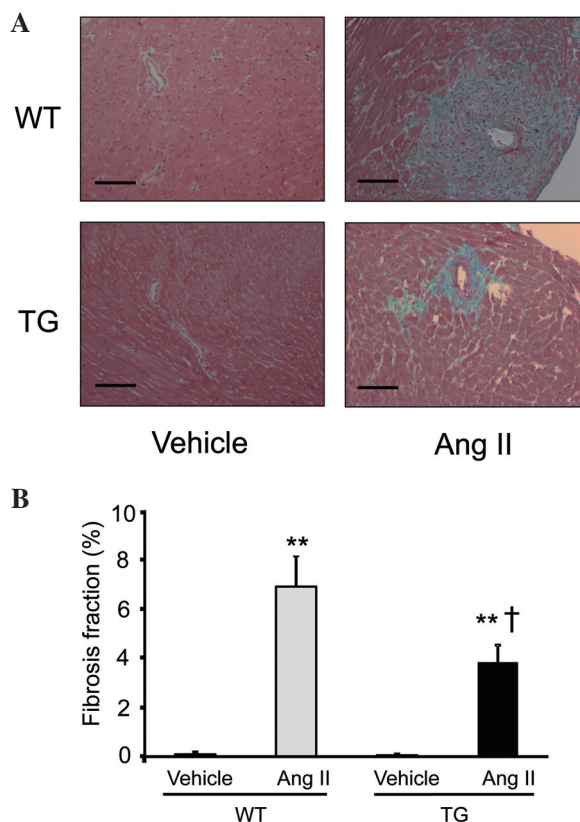 A
WT
TG
Vehicle Ang II
B
Fibrosis fraction (%)
10
8
6
4
2
0
**
** †
Vehicle Ang II Vehicle Ang II
WT TG